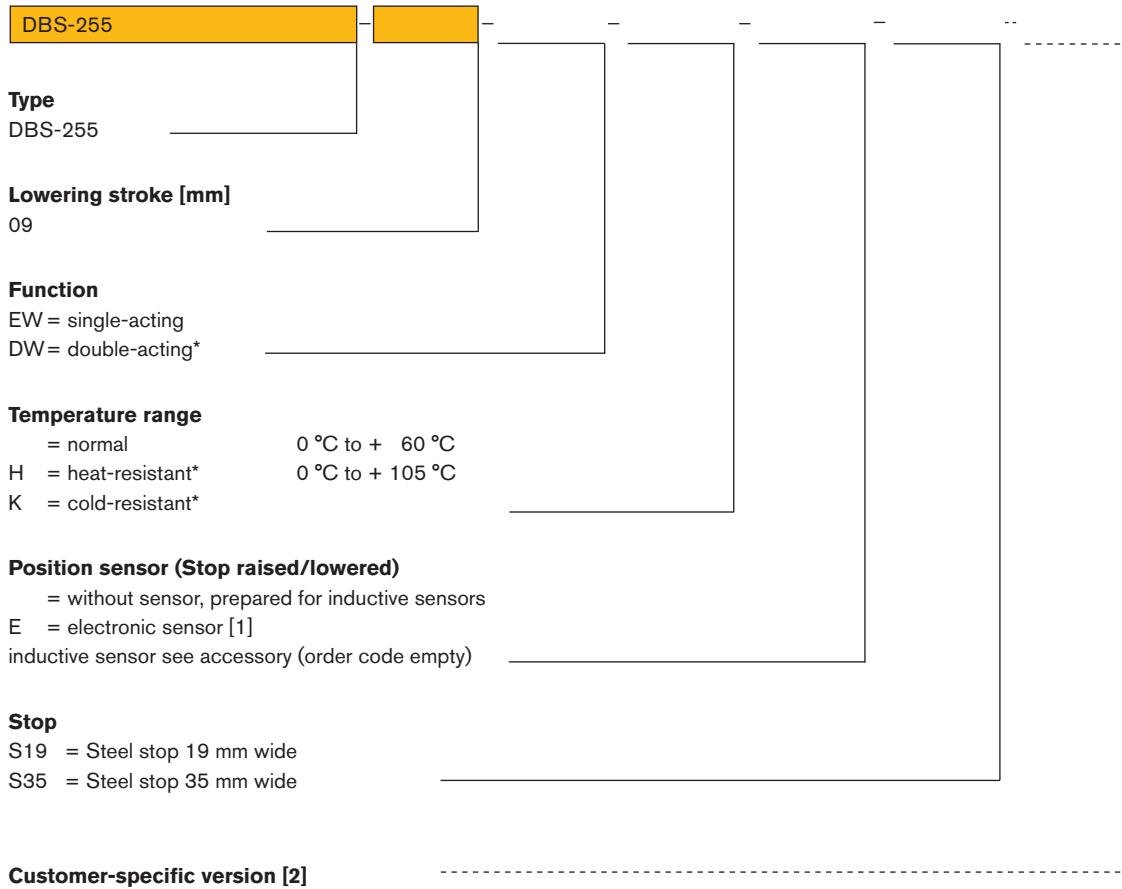 DBS-255 – – – – – --
Type
DBS-255
Lowering stroke [mm]
09
Function
EW = single-acting
DW = double-acting*
Temperature range
= normal 0 °C to + 60 °C
H = heat-resistant* 0 °C to + 105 °C
K = cold-resistant*
Position sensor (Stop raised/lowered)
= without sensor, prepared for inductive sensors
E = electronic sensor [1]
inductive sensor see accessory (order code empty)
Stop
S19 = Steel stop 19 mm wide
S35 = Steel stop 35 mm wide
Customer-specific version [2]